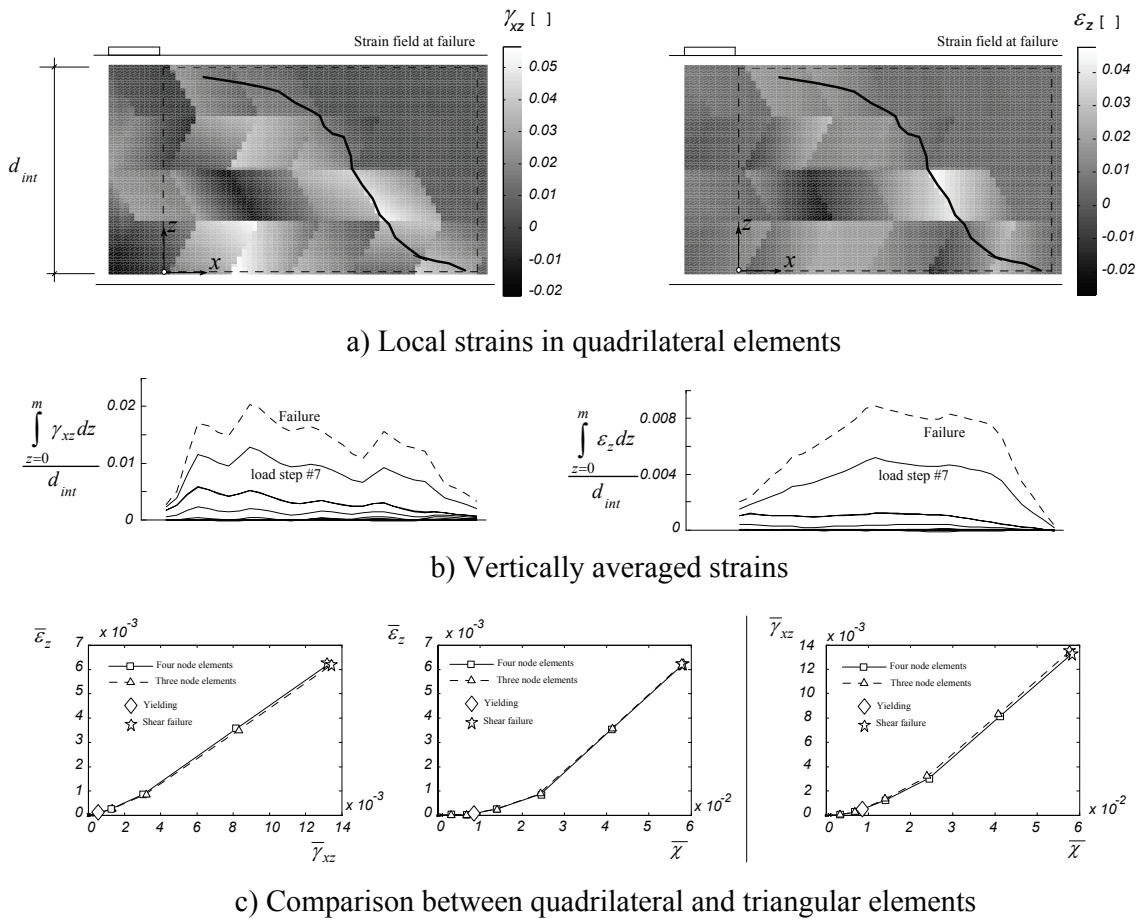 γxz [ ]
Strain field at failure
0.05
0.04
0.03
0.02
0.01
0
-0.01
-0.02
d int
z
x
εz [ ]
Strain field at failure
0.04
0.03
0.02
0.01
0
-0.01
-0.02
z
x
a) Local strains in quadrilateral elements
m
∫ γxz dz
z=0
d int
0.02
0.01
0
Failure
load step #7
m
∫ εz dz
z=0
d int
0.008
0.004
0
Failure
load step #7
b) Vertically averaged strains
ε̅z
x 10⁻³
7
6
5
4
3
2
1
0
Four node elements
Three node elements
Yielding
Shear failure
0 2 4 6 8 10 12 14
x 10⁻³
γ̅xz
ε̅z
x 10⁻³
7
6
5
4
3
2
1
0
Four node elements
Three node elements
Yielding
Shear failure
0 1 2 3 4 5 6
x 10⁻²
χ̅
γ̅xz
x 10⁻³
14
12
10
8
6
4
2
0
Four node elements
Three node elements
Yielding
Shear failure
0 1 2 3 4 5 6
x 10⁻²
χ̅
c) Comparison between quadrilateral and triangular elements